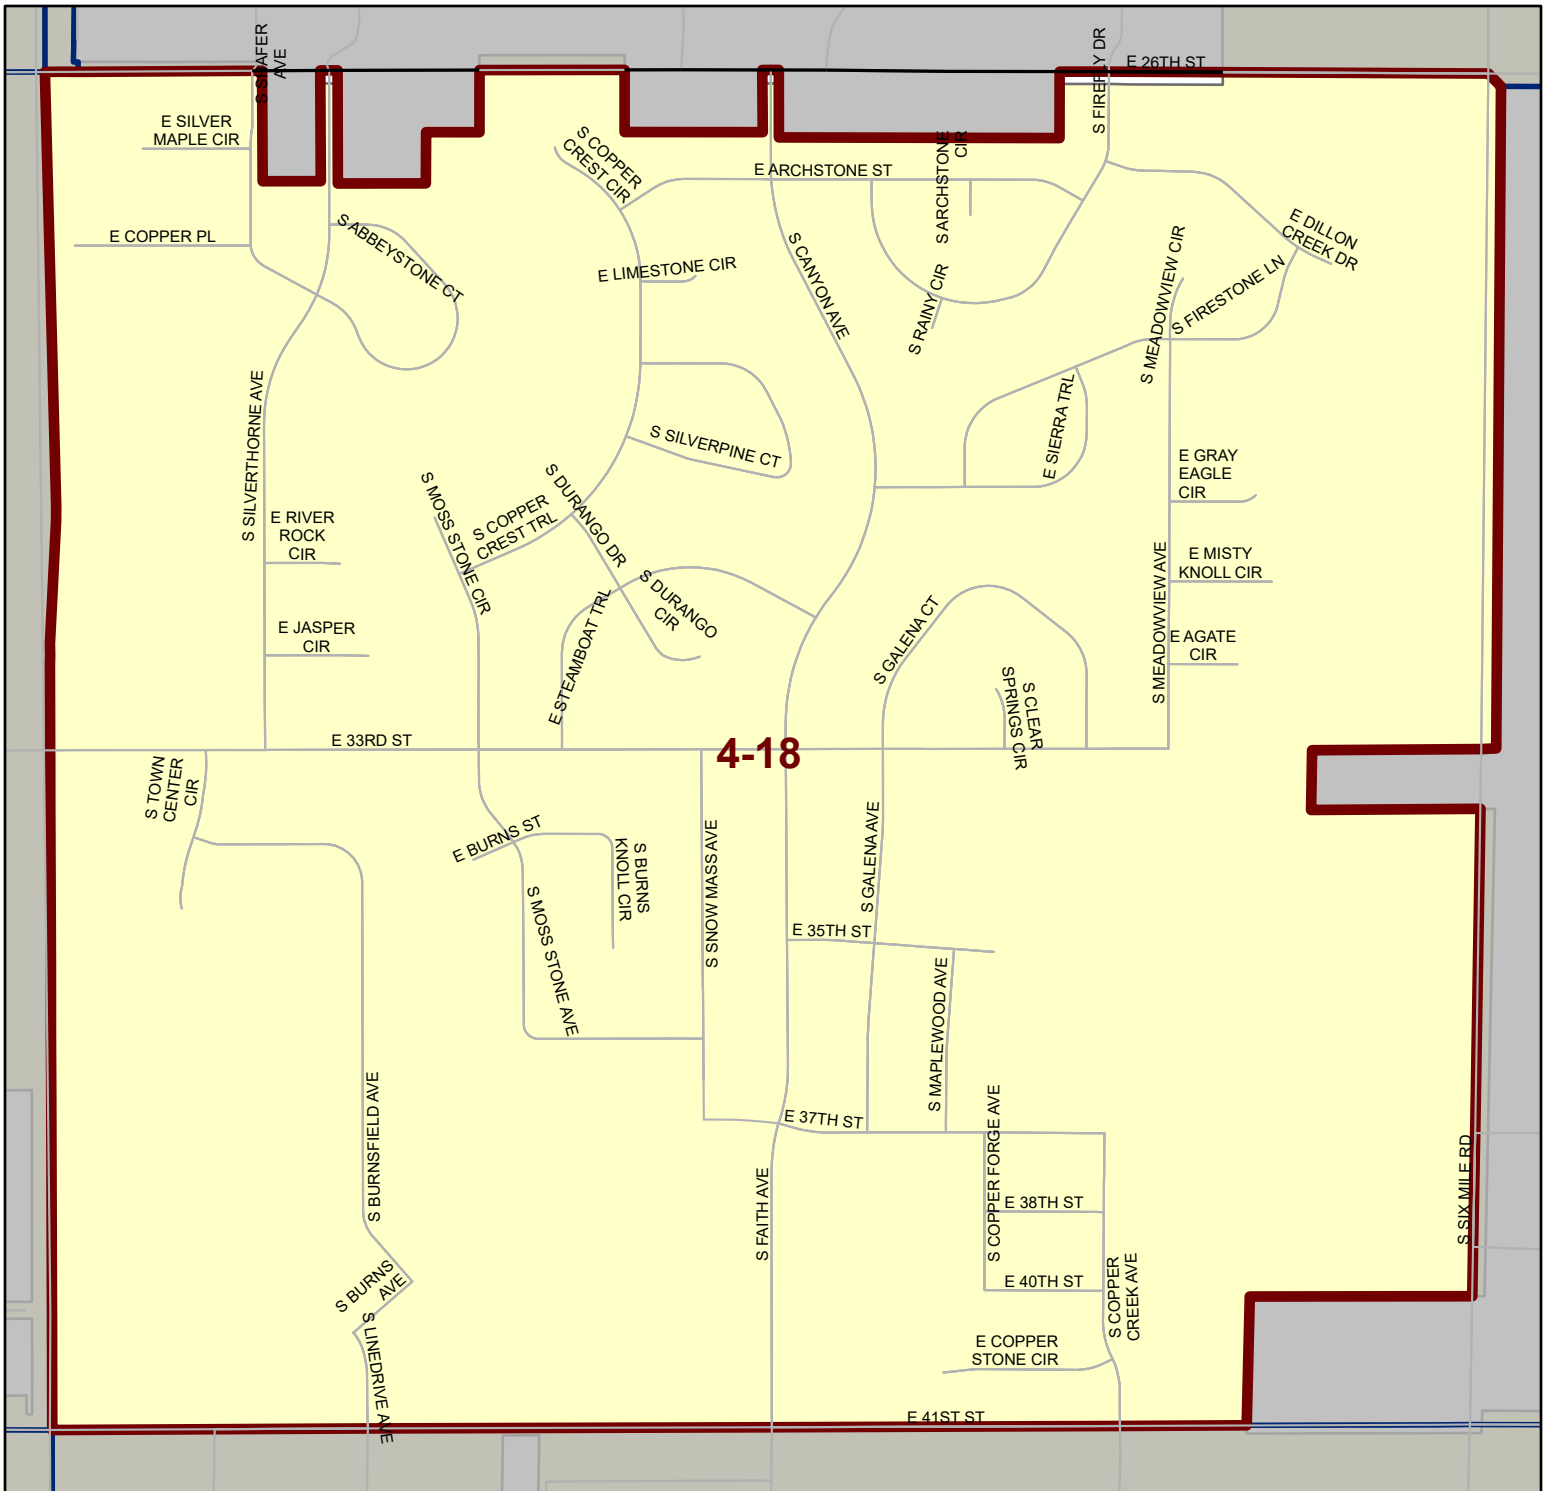 S SHAFER
AVE
S FIREFLY DR
E 26TH ST
E SILVER
MAPLE CIR
S COPPER
CREST CIR
E ARCHSTONE ST
S ARCHSTONE
CIR
E COPPER PL
S ABBEYSTONE CT
E LIMESTONE CIR
S CANYON AVE
S RAINY CIR
S MEADOWVIEW CIR
E DILLON
CREEK DR
S FIRESTONE LN
S SILVERTHORNE AVE
S SILVERPINE CT
E SIERRA TRL
E GRAY
EAGLE
CIR
S MOSS STONE CIR
S COPPER
CREST TRL
S DURANGO DR
E RIVER
ROCK
CIR
E MISTY
KNOLL CIR
S MEADOWVIEW AVE
E STEAMBOAT TRL
S DURANGO
CIR
S GALENA CT
E JASPER
CIR
E AGATE
CIR
S CLEAR
SPRINGS CIR
E 33RD ST
4-18
S TOWN
CENTER
CIR
E BURNS ST
S BURNS
KNOLL CIR
S SNOW MASS AVE
S GALENA AVE
S MOSS STONE AVE
E 35TH ST
S MAPLEWOOD AVE
S BURNSFIELD AVE
E 37TH ST
S COPPER FORGE AVE
S SIX MILE RD
S FAITH AVE
E 38TH ST
S BURNS
AVE
E 40TH ST
S COPPER
CREEK AVE
S LINEDRIVE AVE
E COPPER
STONE CIR
E 41ST ST